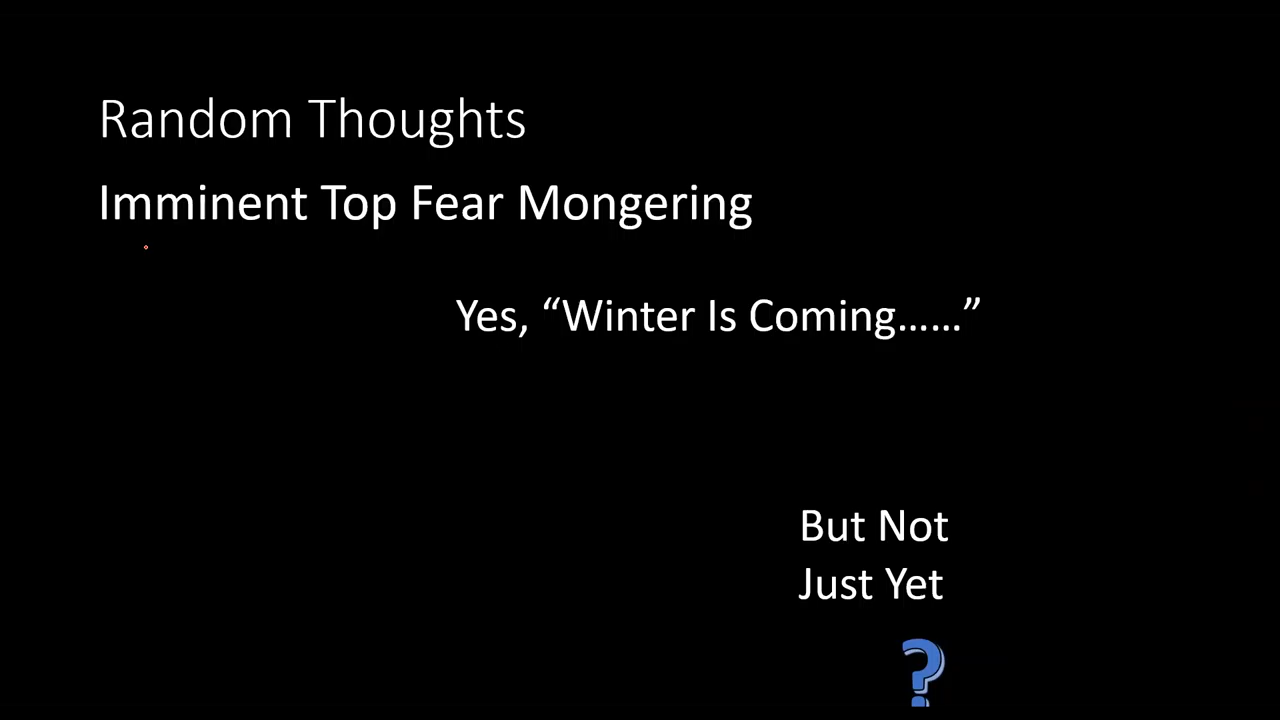 Random Thoughts
Imminent Top Fear Mongering
Yes, “Winter Is Coming……”
But Not
Just Yet
?